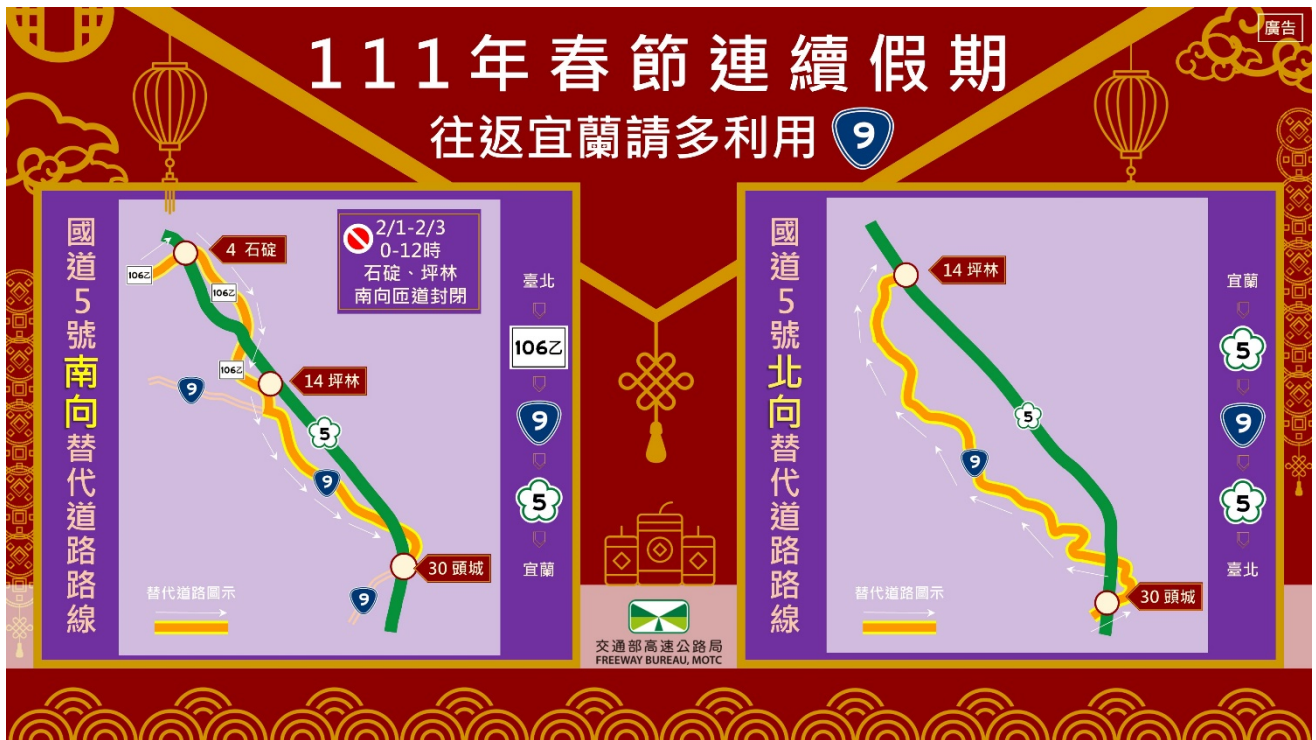 廣告
111年春節連續假期
往返宜蘭請多利用 9
國道5號南向替代道路路線
4 石碇
106乙
106乙
106乙
2/1-2/3
0-12時
石碇、坪林
南向匝道封閉
9
14 坪林
5
9
30 頭城
9
替代道路圖示
臺北
106乙
9
5
宜蘭
交通部高速公路局
FREEWAY BUREAU, MOTC
國道5號北向替代道路路線
14 坪林
5
9
30 頭城
替代道路圖示
宜蘭
5
9
5
臺北